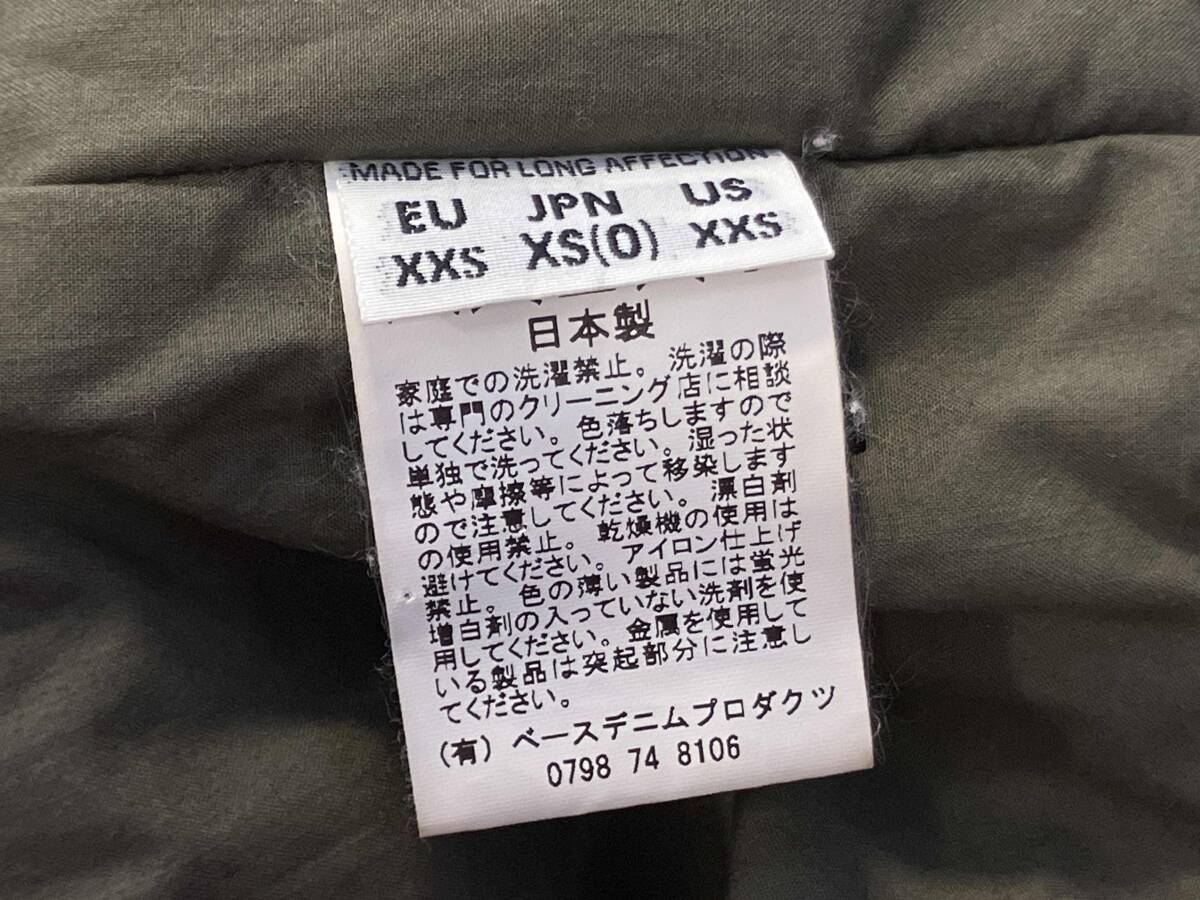 MADE FOR LONG AFFECTION
EU JPN US
XXS XS(0) XXS
日本製
家庭での洗濯禁止。洗濯の際
は専門のクリーニング店に相談
してください。色落ちしますので
単独で洗ってください。湿った状
態や摩擦等によって移染します
ので注意してください。漂白剤
の使用禁止。乾燥機の使用は
避けてください。アイロン仕上げ
禁止。色の薄い製品には蛍光
増白剤の入っていない洗剤を使
用してください。金属を使用して
いる製品は突起部分に注意し
てください。
(有) ベースデニムプロダクツ
0798 74 8106